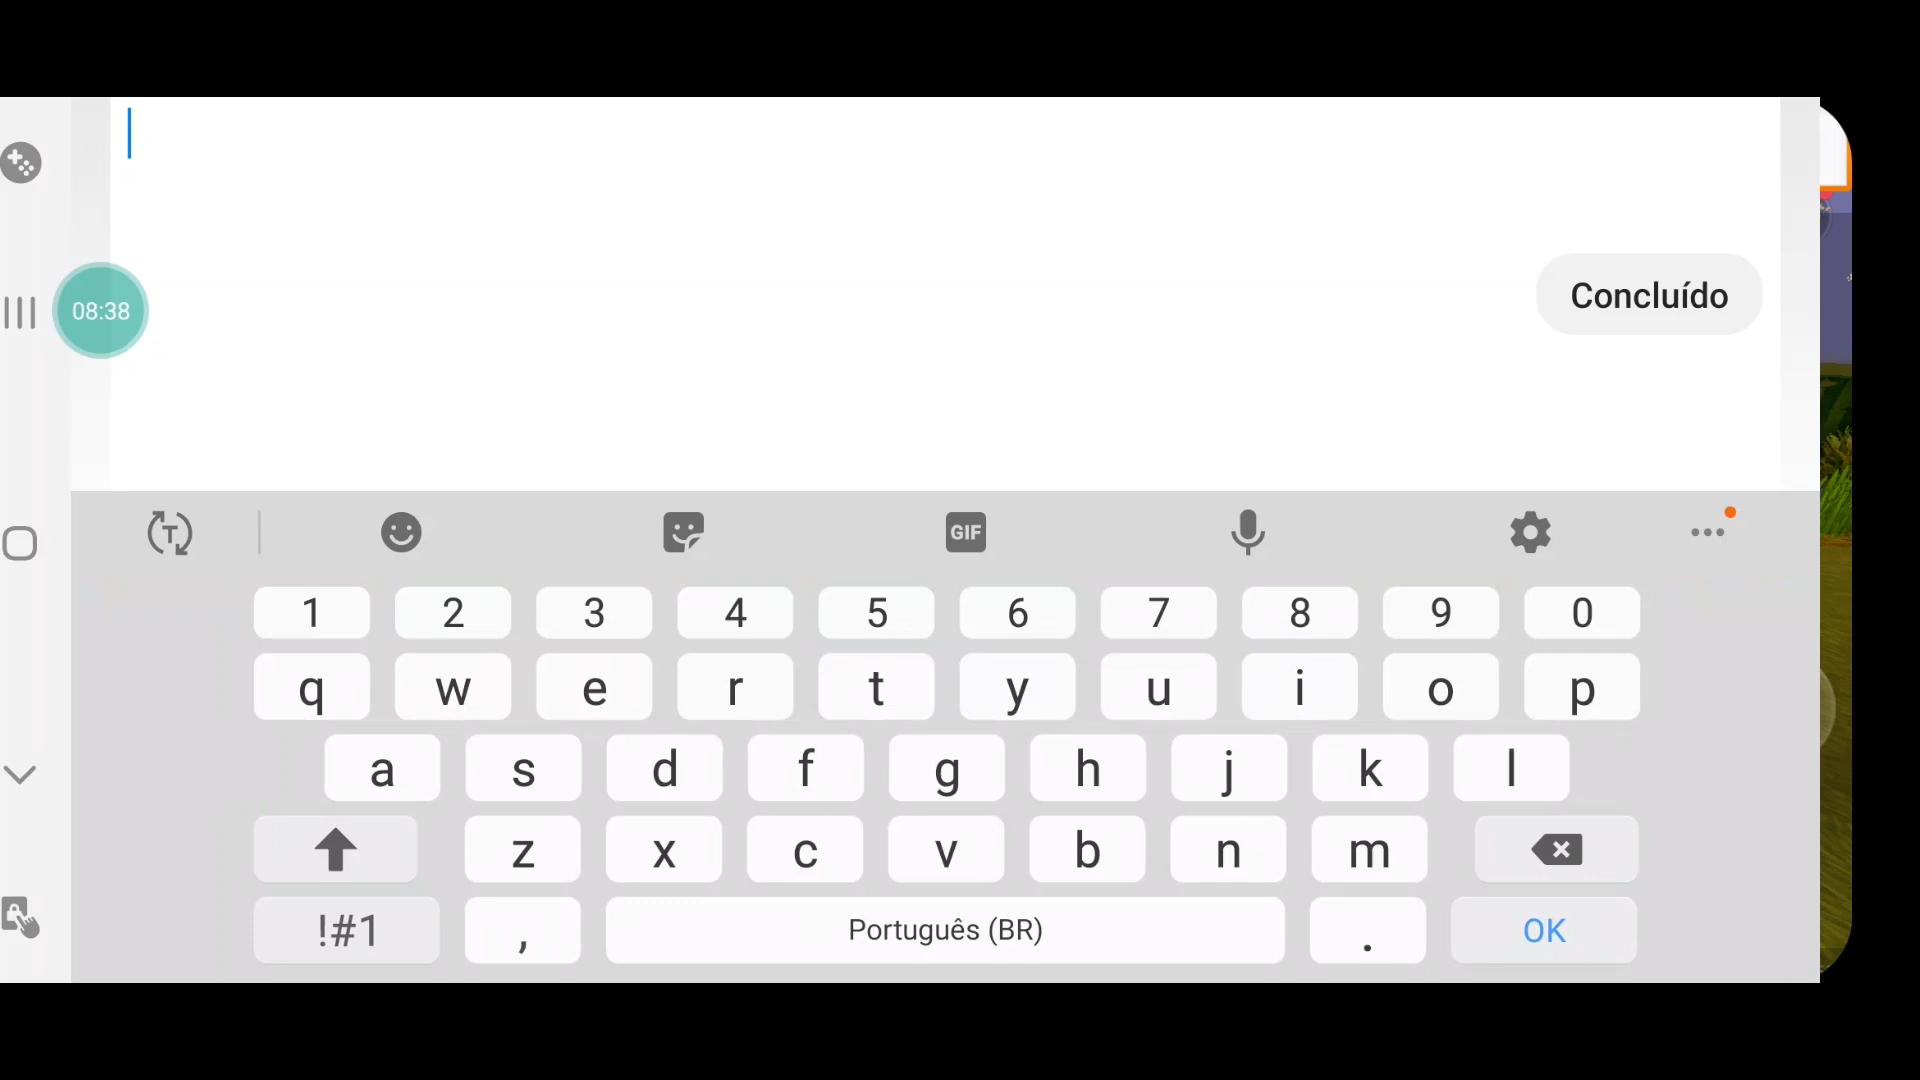 08:38
Concluído
GIF
1 2 3 4 5 6 7 8 9 0
q w e r t y u i o p
a s d f g h j k l
z x c v b n m
!#1 , Português (BR) . OK